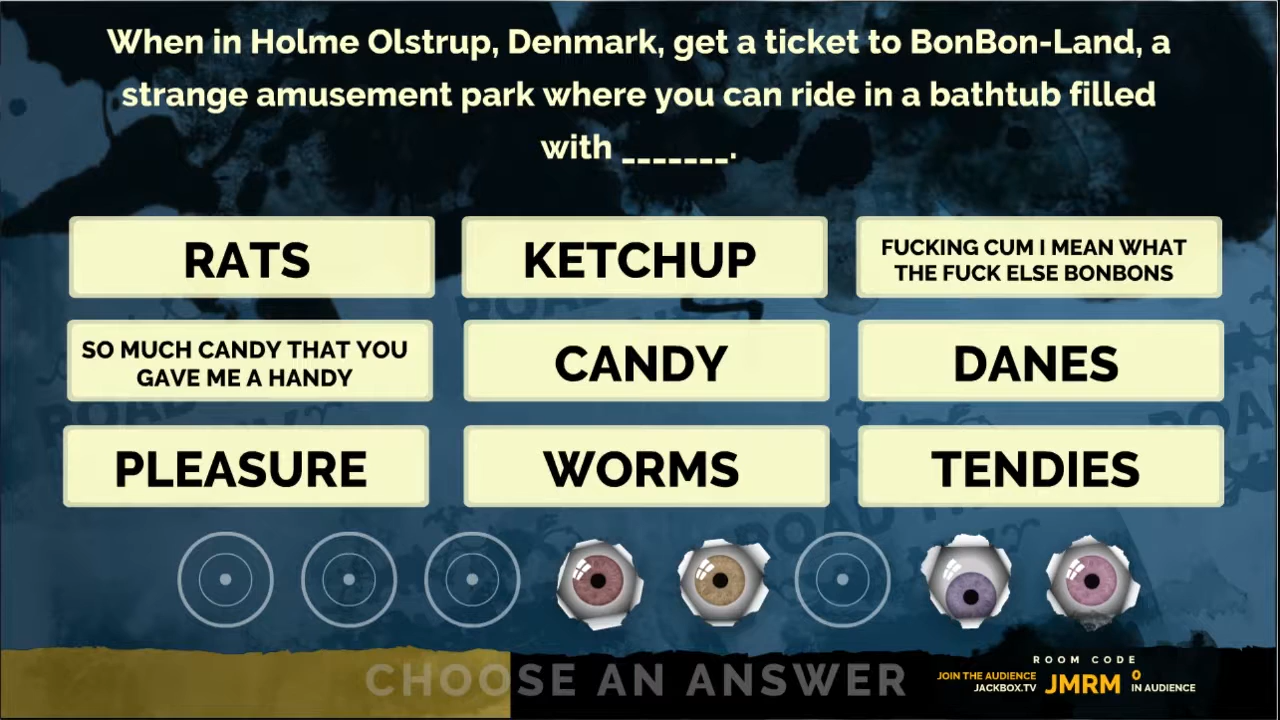 When in Holme Olstrup, Denmark, get a ticket to BonBon-Land, a
strange amusement park where you can ride in a bathtub filled
with _______.
RATS
KETCHUP
FUCKING CUM I MEAN WHAT
THE FUCK ELSE BONBONS
SO MUCH CANDY THAT YOU
GAVE ME A HANDY
CANDY
DANES
PLEASURE
WORMS
TENDIES
CHOOSE AN ANSWER
ROOM CODE
JOIN THE AUDIENCE
JACKBOX.TV
JMRM
0
IN AUDIENCE